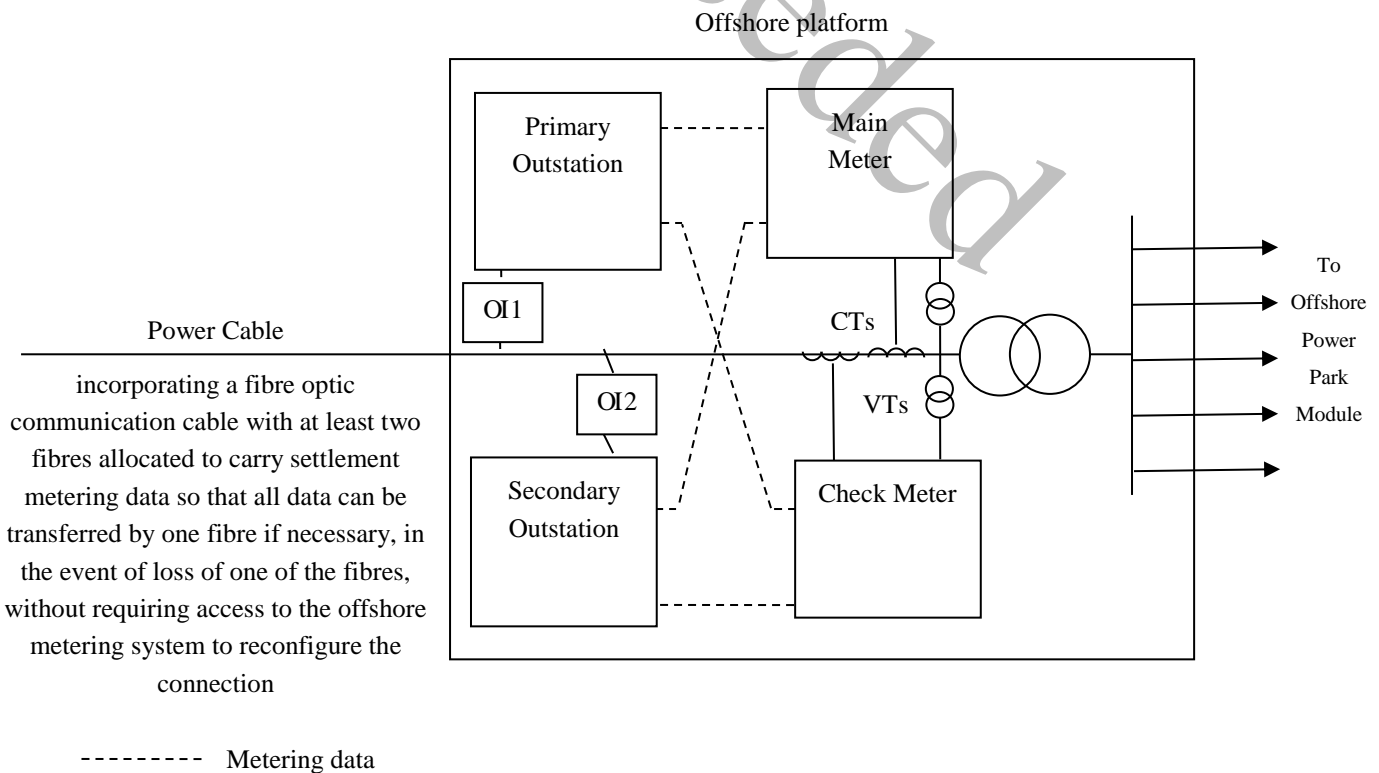 Offshore platform
Primary
Outstation
Main
Meter
OI1
Power Cable
CTs
incorporating a fibre optic
communication cable with at least two
fibres allocated to carry settlement
metering data so that all data can be
transferred by one fibre if necessary, in
the event of loss of one of the fibres,
without requiring access to the offshore
metering system to reconfigure the
connection
OI2
VTs
Secondary
Outstation
Check Meter
To
Offshore
Power
Park
Module
Metering data